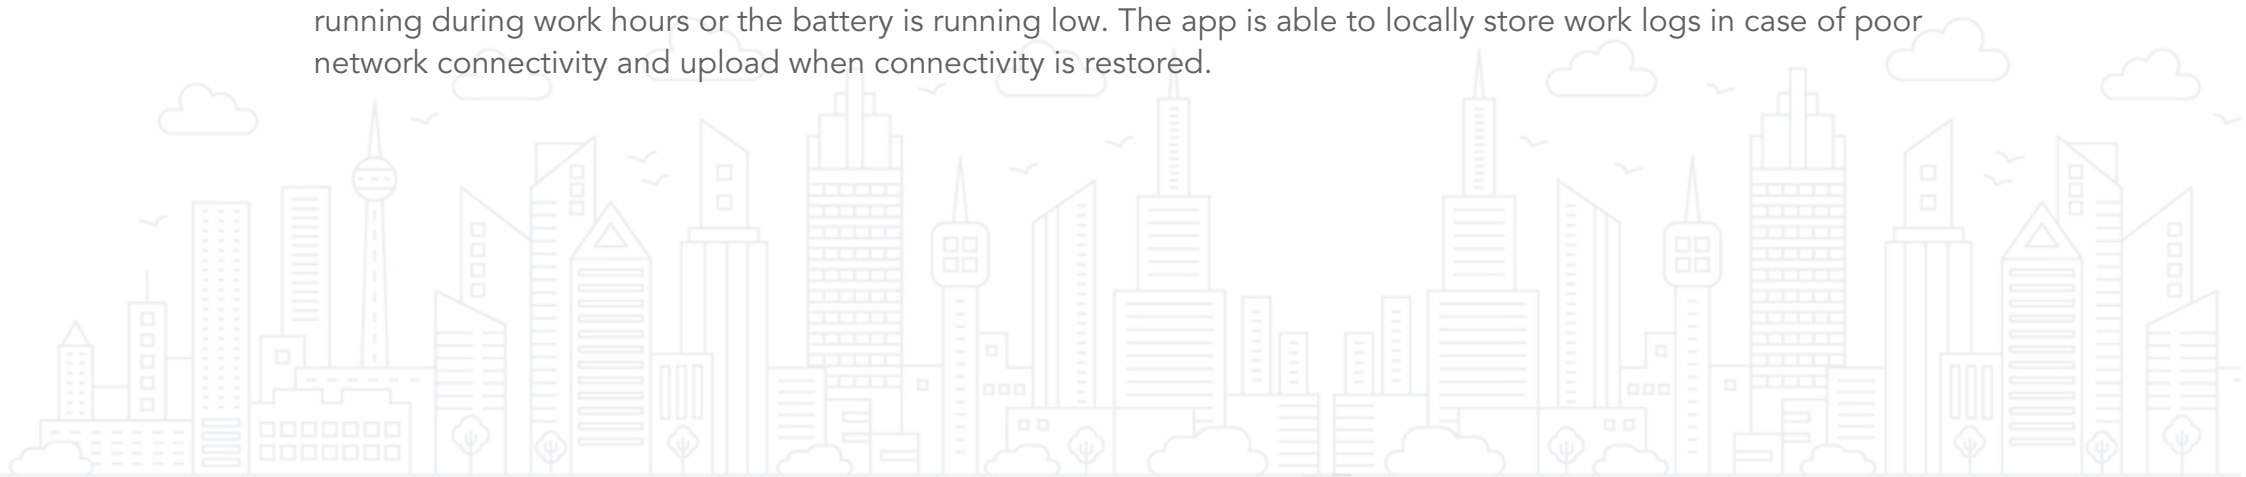 running during work hours or the battery is running low. The app is able to locally store work logs in case of poor
network connectivity and upload when connectivity is restored.